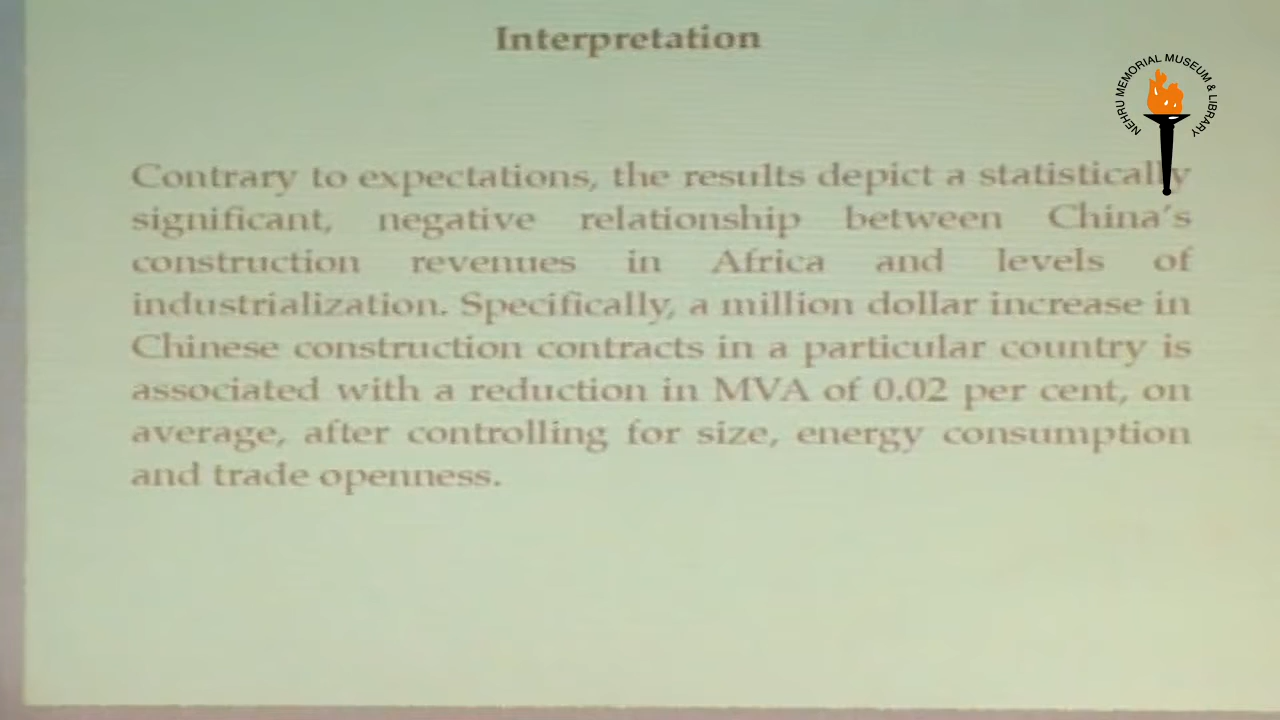 Interpretation
NEHRU MEMORIAL MUSEUM & LIBRARY
Contrary to expectations, the results depict a statistically
significant, negative relationship between China's
construction revenues in Africa and levels of
industrialization. Specifically, a million dollar increase in
Chinese construction contracts in a particular country is
associated with a reduction in MVA of 0.02 per cent, on
average, after controlling for size, energy consumption
and trade openness.